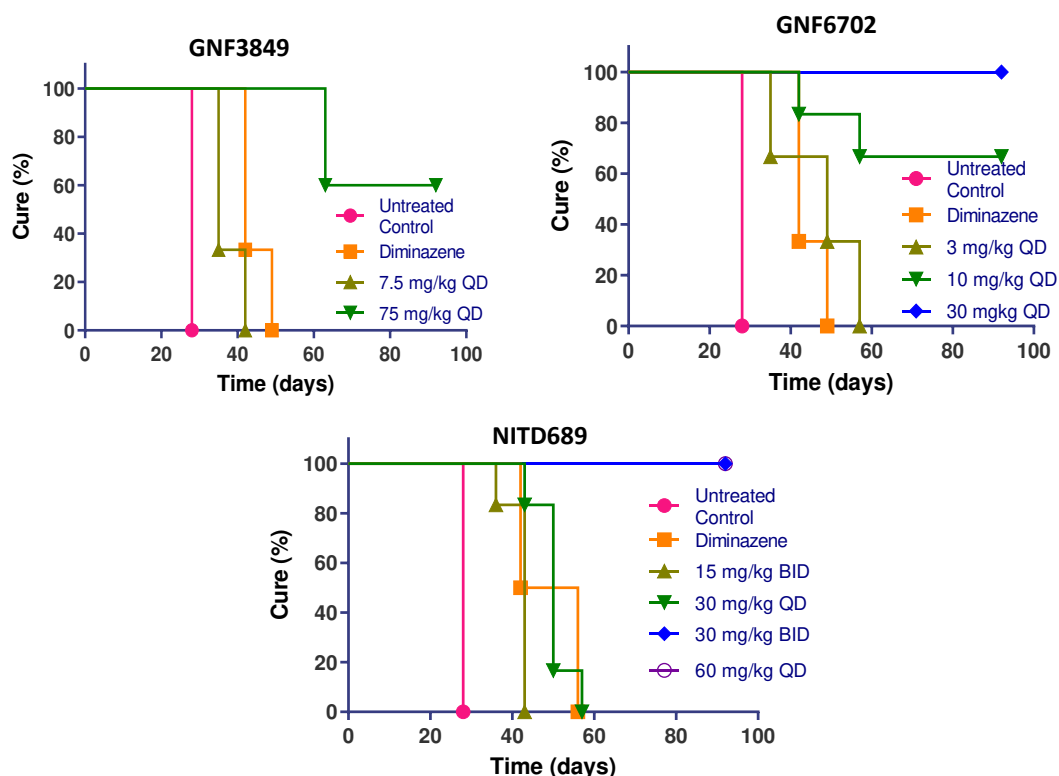 GNF3849
Cure (%)
100
80
60
40
20
0
0 20 40 60 80 100
Time (days)
Untreated
Control
Diminazene
7.5 mg/kg QD
75 mg/kg QD
GNF6702
Cure (%)
100
80
60
40
20
0
0 20 40 60 80 100
Time (days)
Untreated
Control
Diminazene
3 mg/kg QD
10 mg/kg QD
30 mgkg QD
NITD689
Cure (%)
100
80
60
40
20
0
0 20 40 60 80 100
Time (days)
Untreated
Control
Diminazene
15 mg/kg BID
30 mg/kg QD
30 mg/kg BID
60 mg/kg QD